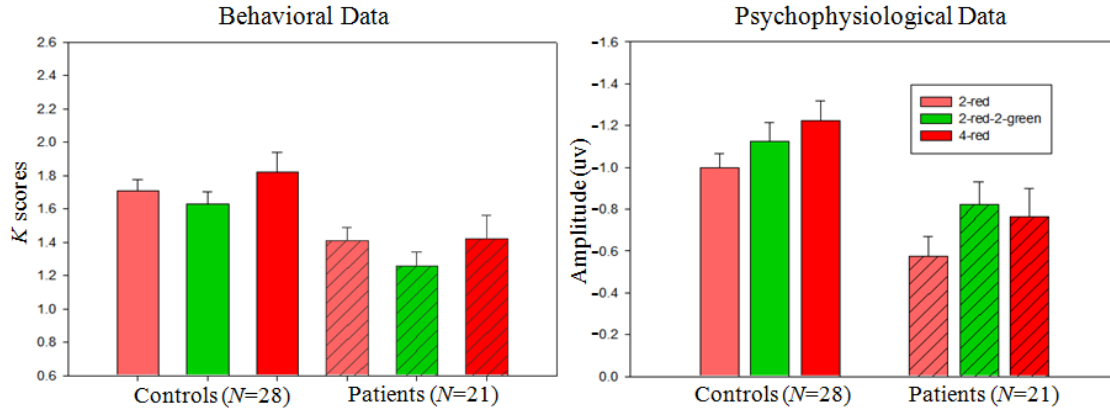 Behavioral Data
K scores
2.6
2.4
2.2
2.0
1.8
1.6
1.4
1.2
1.0
0.8
0.6
Controls (N=28)
Patients (N=21)
Psychophysiological Data
Amplitude (uv)
-1.6
-1.4
-1.2
-1.0
-0.8
-0.6
-0.4
-0.2
0.0
2-red
2-red-2-green
4-red
Controls (N=28)
Patients (N=21)